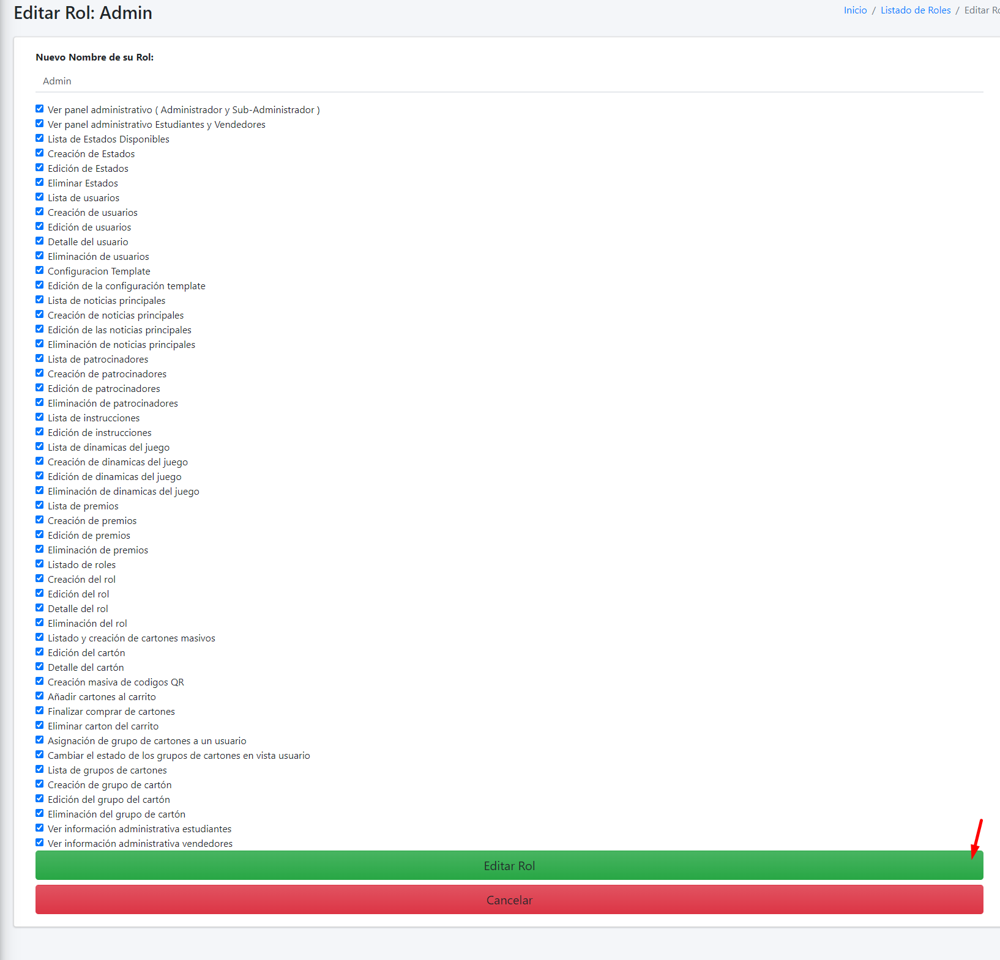 Editar Rol: Admin
Inicio / Listado de Roles / Editar
Nuevo Nombre de su Rol:
Admin
Ver panel administrativo ( Administrador y Sub-Administrador )
Ver panel administrativo Estudiantes y Vendedores
Lista de Estados Disponibles
Creación de Estados
Edición de Estados
Eliminar Estados
Lista de usuarios
Creación de usuarios
Edición de usuarios
Detalle del usuario
Eliminación de usuarios
Configuracion Template
Edición de la configuración template
Lista de noticias principales
Creación de noticias principales
Edición de las noticias principales
Eliminación de noticias principales
Lista de patrocinadores
Creación de patrocinadores
Edición de patrocinadores
Eliminación de patrocinadores
Lista de instrucciones
Edición de instrucciones
Lista de dinamicas del juego
Creación de dinamicas del juego
Edición de dinamicas del juego
Eliminación de dinamicas del juego
Lista de premios
Creación de premios
Edición de premios
Eliminación de premios
Listado de roles
Creación del rol
Edición del rol
Detalle del rol
Eliminación del rol
Listado y creación de cartones masivos
Edición del cartón
Detalle del cartón
Creación masiva de codigos QR
Añadir cartones al carrito
Finalizar comprar de cartones
Eliminar carton del carrito
Asignación de grupo de cartones a un usuario
Cambiar el estado de los grupos de cartones en vista usuario
Lista de grupos de cartones
Creación de grupo de cartón
Edición del grupo del cartón
Eliminación del grupo de cartón
Ver información administrativa estudiantes
Ver información administrativa vendedores
Editar Rol
Cancelar